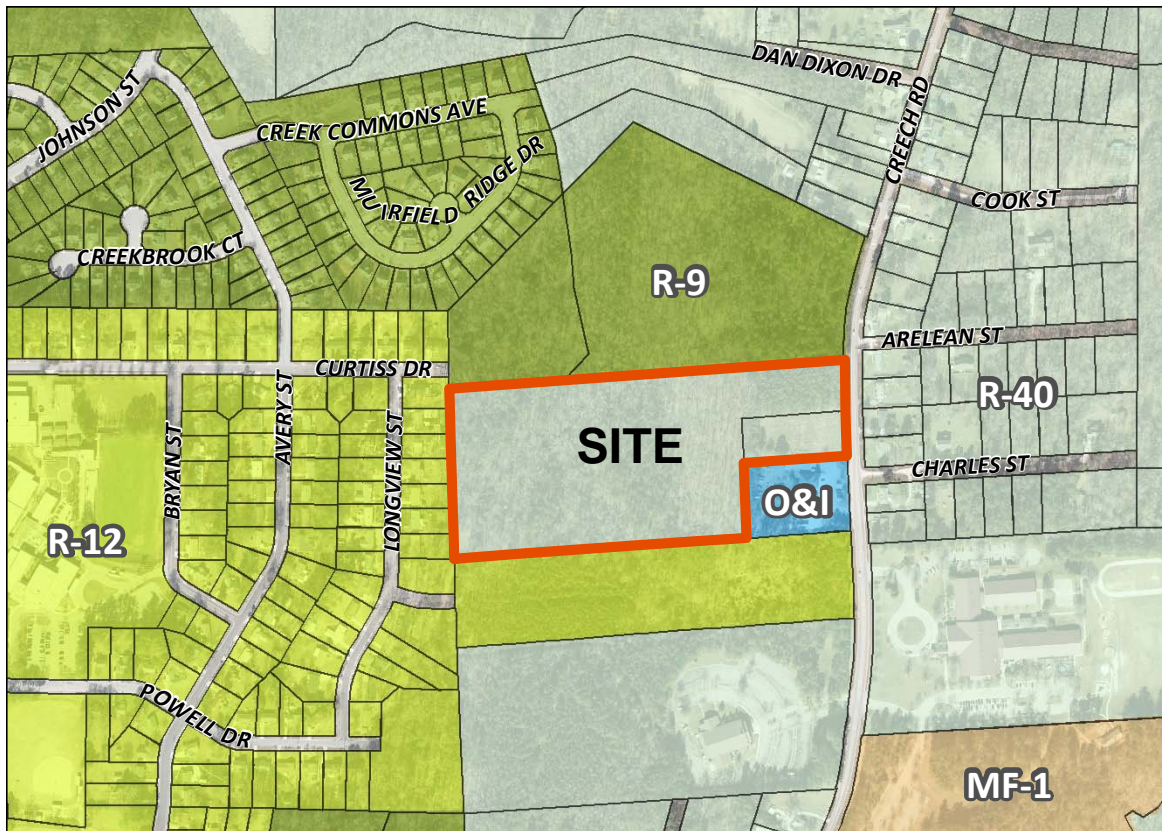 DAN DIXON DR
CREECH RD
JOHNSON ST
CREEK COMMONS AVE
MUIRFIELD RIDGE DR
COOK ST
CREEKBROOK CT
R-9
ARELEAN ST
CURTISS DR
R-40
AVERY ST
SITE
BRYAN ST
LONGVIEW ST
CHARLES ST
O&I
R-12
POWELL DR
MF-1